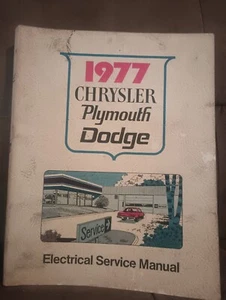 1977
CHRYSLER
Plymouth
Dodge
Service
Electrical Service Manual